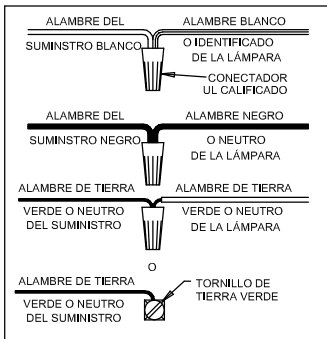 ALAMBRE DEL
SUMINSTRO BLANCO
ALAMBRE BLANCO
O IDENTIFICADO
DE LA LÁMPARA
CONECTADOR
UL CALIFICADO
ALAMBRE DEL
SUMINSTRO NEGRO
ALAMBRE NEGRO
O NEUTRO
DE LA LÁMPARA
ALAMBRE DE TIERRA
VERDE O NEUTRO
DEL SUMINISTRO
ALAMBRE DE TIERRA
VERDE O NEUTRO
DE LA LÁMPARA
O
ALAMBRE DE TIERRA
VERDE O NEUTRO
DEL SUMINISTRO
TORNILLO DE
TIERRA VERDE